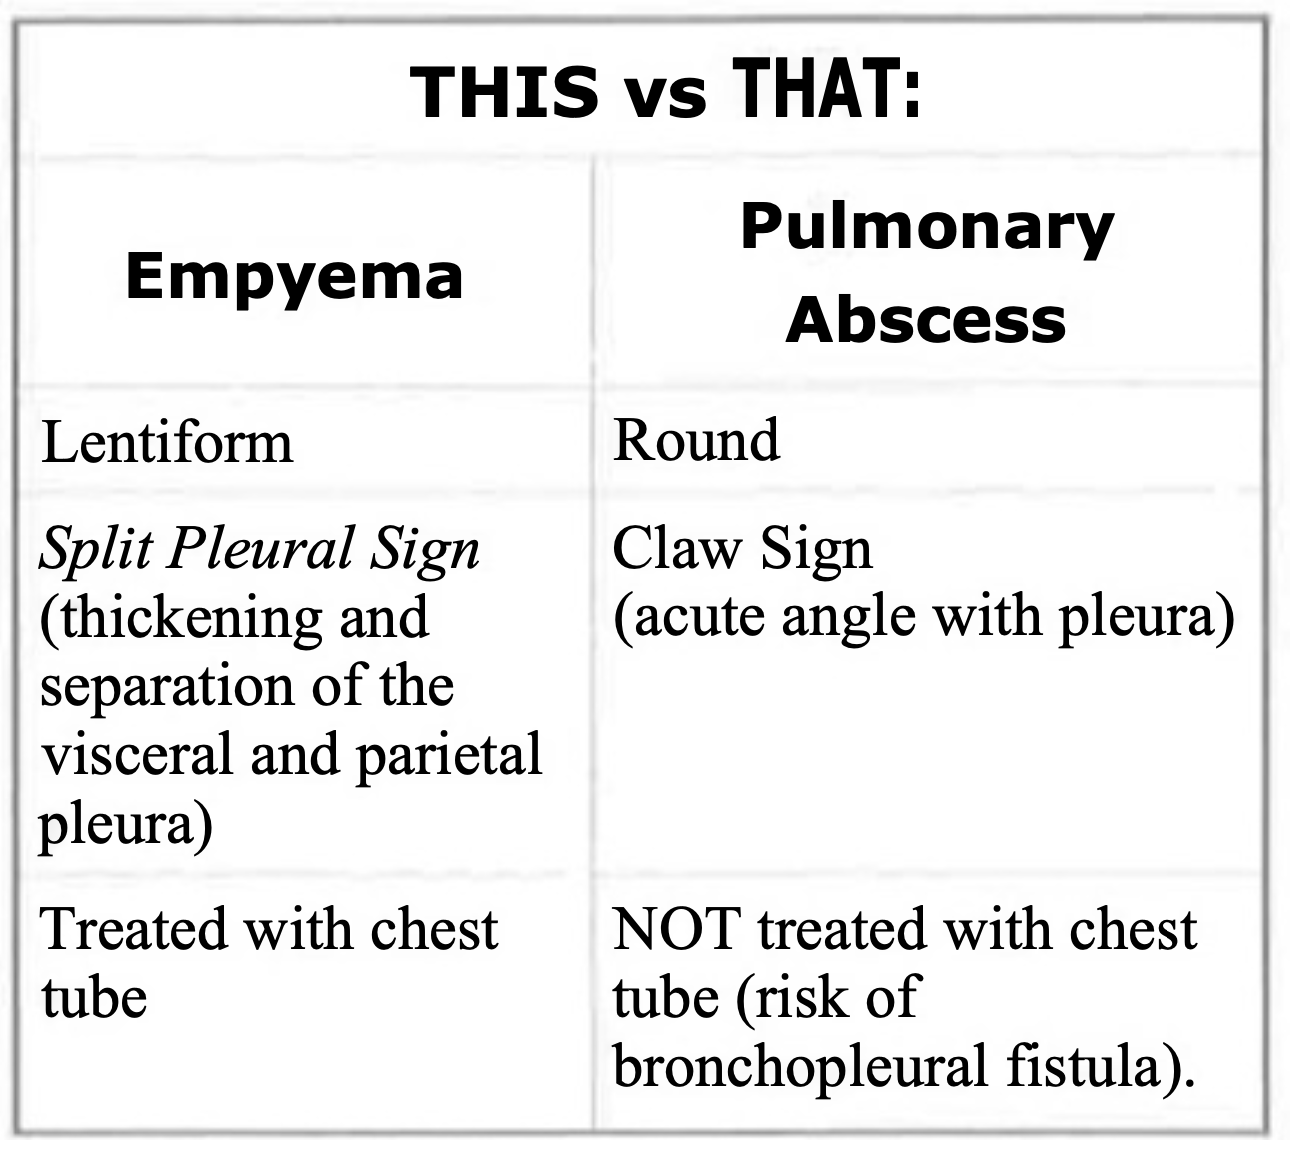 THIS vs THAT:
Empyema
Pulmonary
Abscess
Lentiform
Round
Split Pleural Sign
(thickening and
separation of the
visceral and parietal
pleura)
Claw Sign
(acute angle with pleura)
Treated with chest
tube
NOT treated with chest
tube (risk of
bronchopleural fistula).